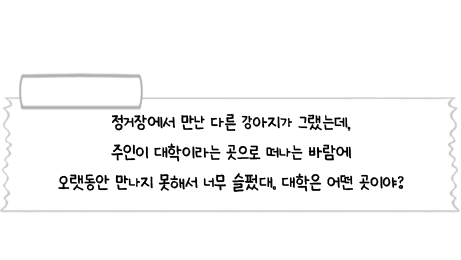 정거장에서 만난 다른 강아지가 그랬는데,
주인이 대학이라는 곳으로 떠나는 바람에
오랫동안 만나지 못해서 너무 슬펐대. 대학은 어떤 곳이야?